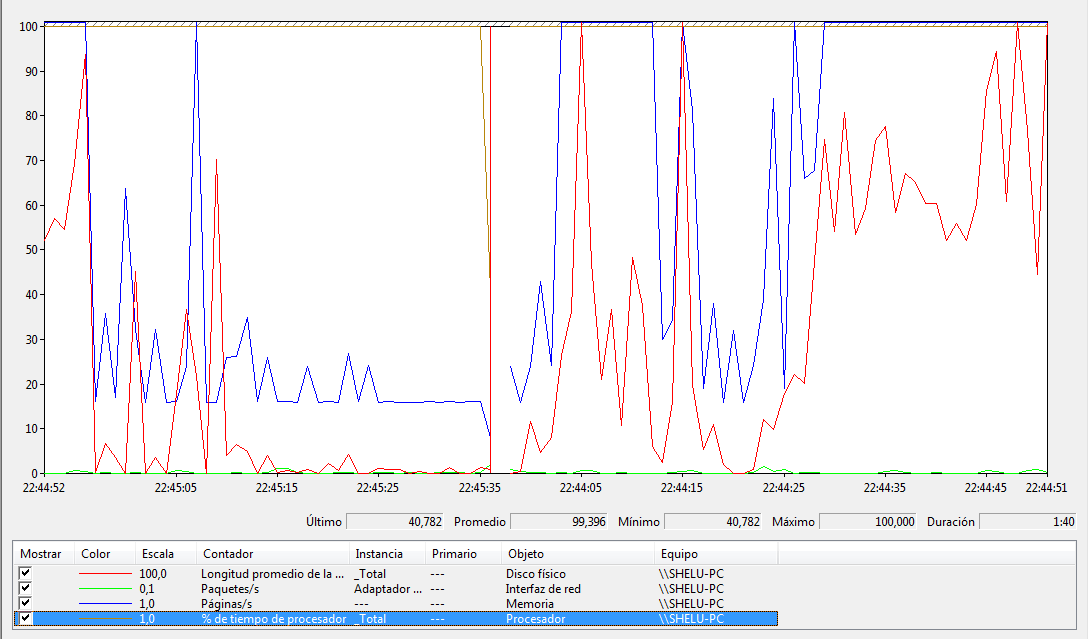 100
90
80
70
60
50
40
30
20
10
0
22:44:52 22:45:05 22:45:15 22:45:25 22:45:35 22:44:05 22:44:15 22:44:25 22:44:35 22:44:45 22:44:51
Último 40,782 Promedio 99,396 Mínimo 40,782 Máximo 100,000 Duración 1:40
Mostrar Color Escala Contador Instancia Primario Objeto Equipo
100,0 Longitud promedio de la ... _Total --- Disco físico \\SHELU-PC
0,1 Paquetes/s Adaptador ... --- Interfaz de red \\SHELU-PC
1,0 Páginas/s --- --- Memoria \\SHELU-PC
1,0 % de tiempo de procesador _Total --- Procesador \\SHELU-PC